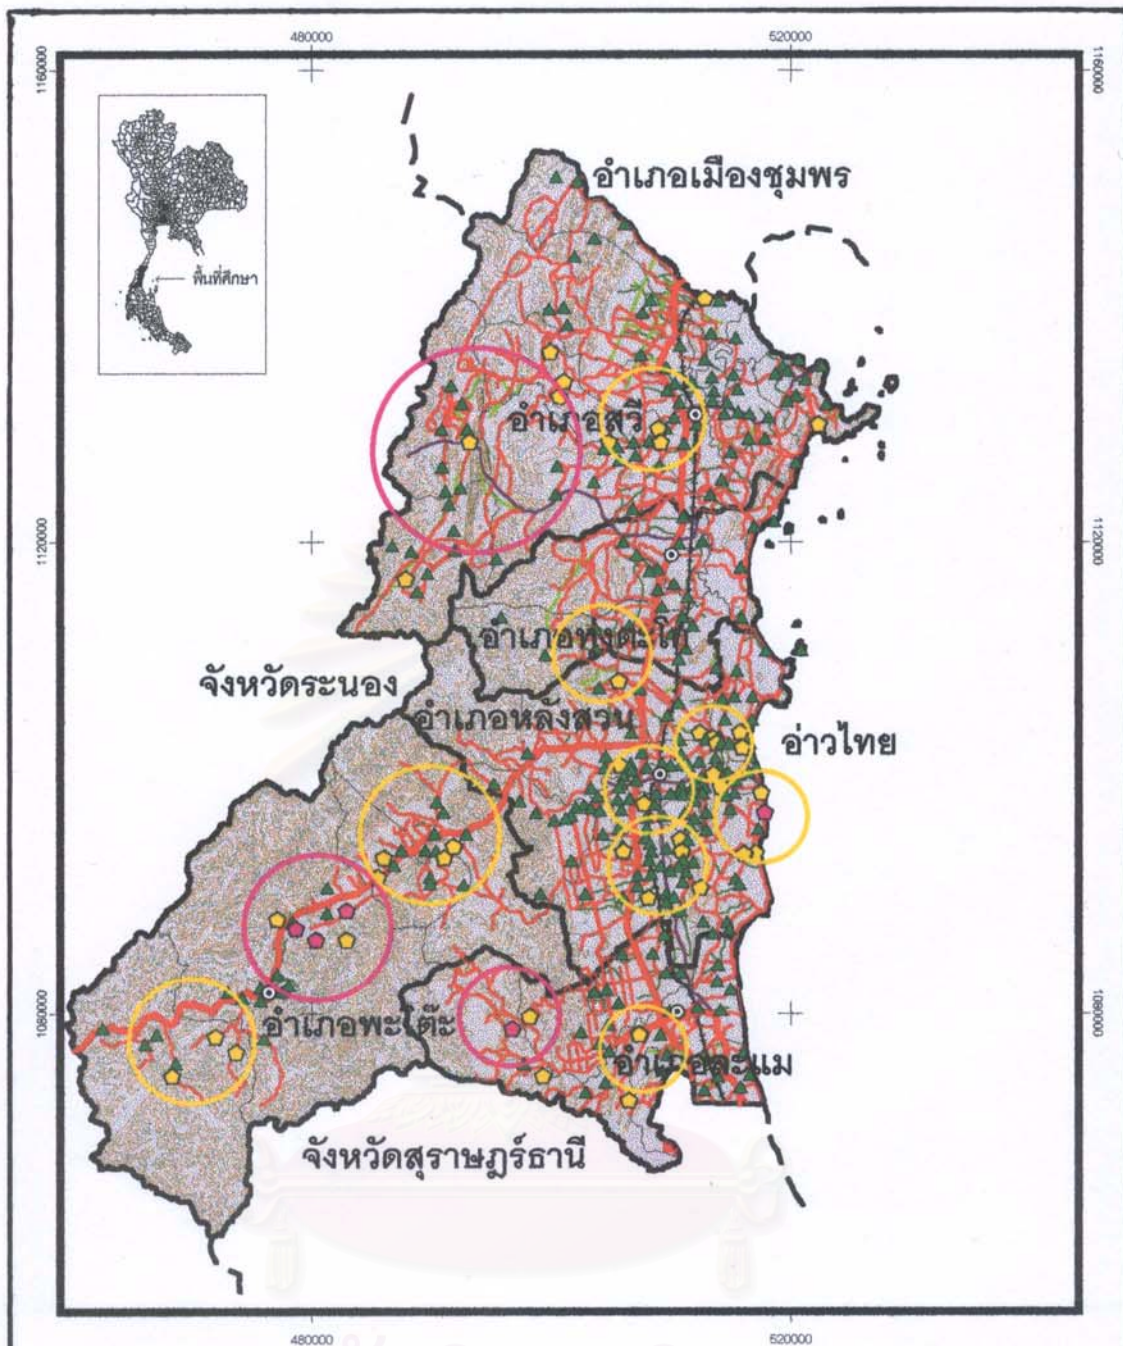 480000
520000
1160000
1160000
อำเภอเมืองชุมพร
พื้นที่ศึกษา
อำเภอสวี
1120000
1120000
อำเภอทุ่งตะโก
จังหวัดระนอง
อำเภอหลังสวน
อ่าวไทย
1080000
1080000
อำเภอพะโต๊ะ
อำเภอละแม
จังหวัดสุราษฎร์ธานี
480000
520000